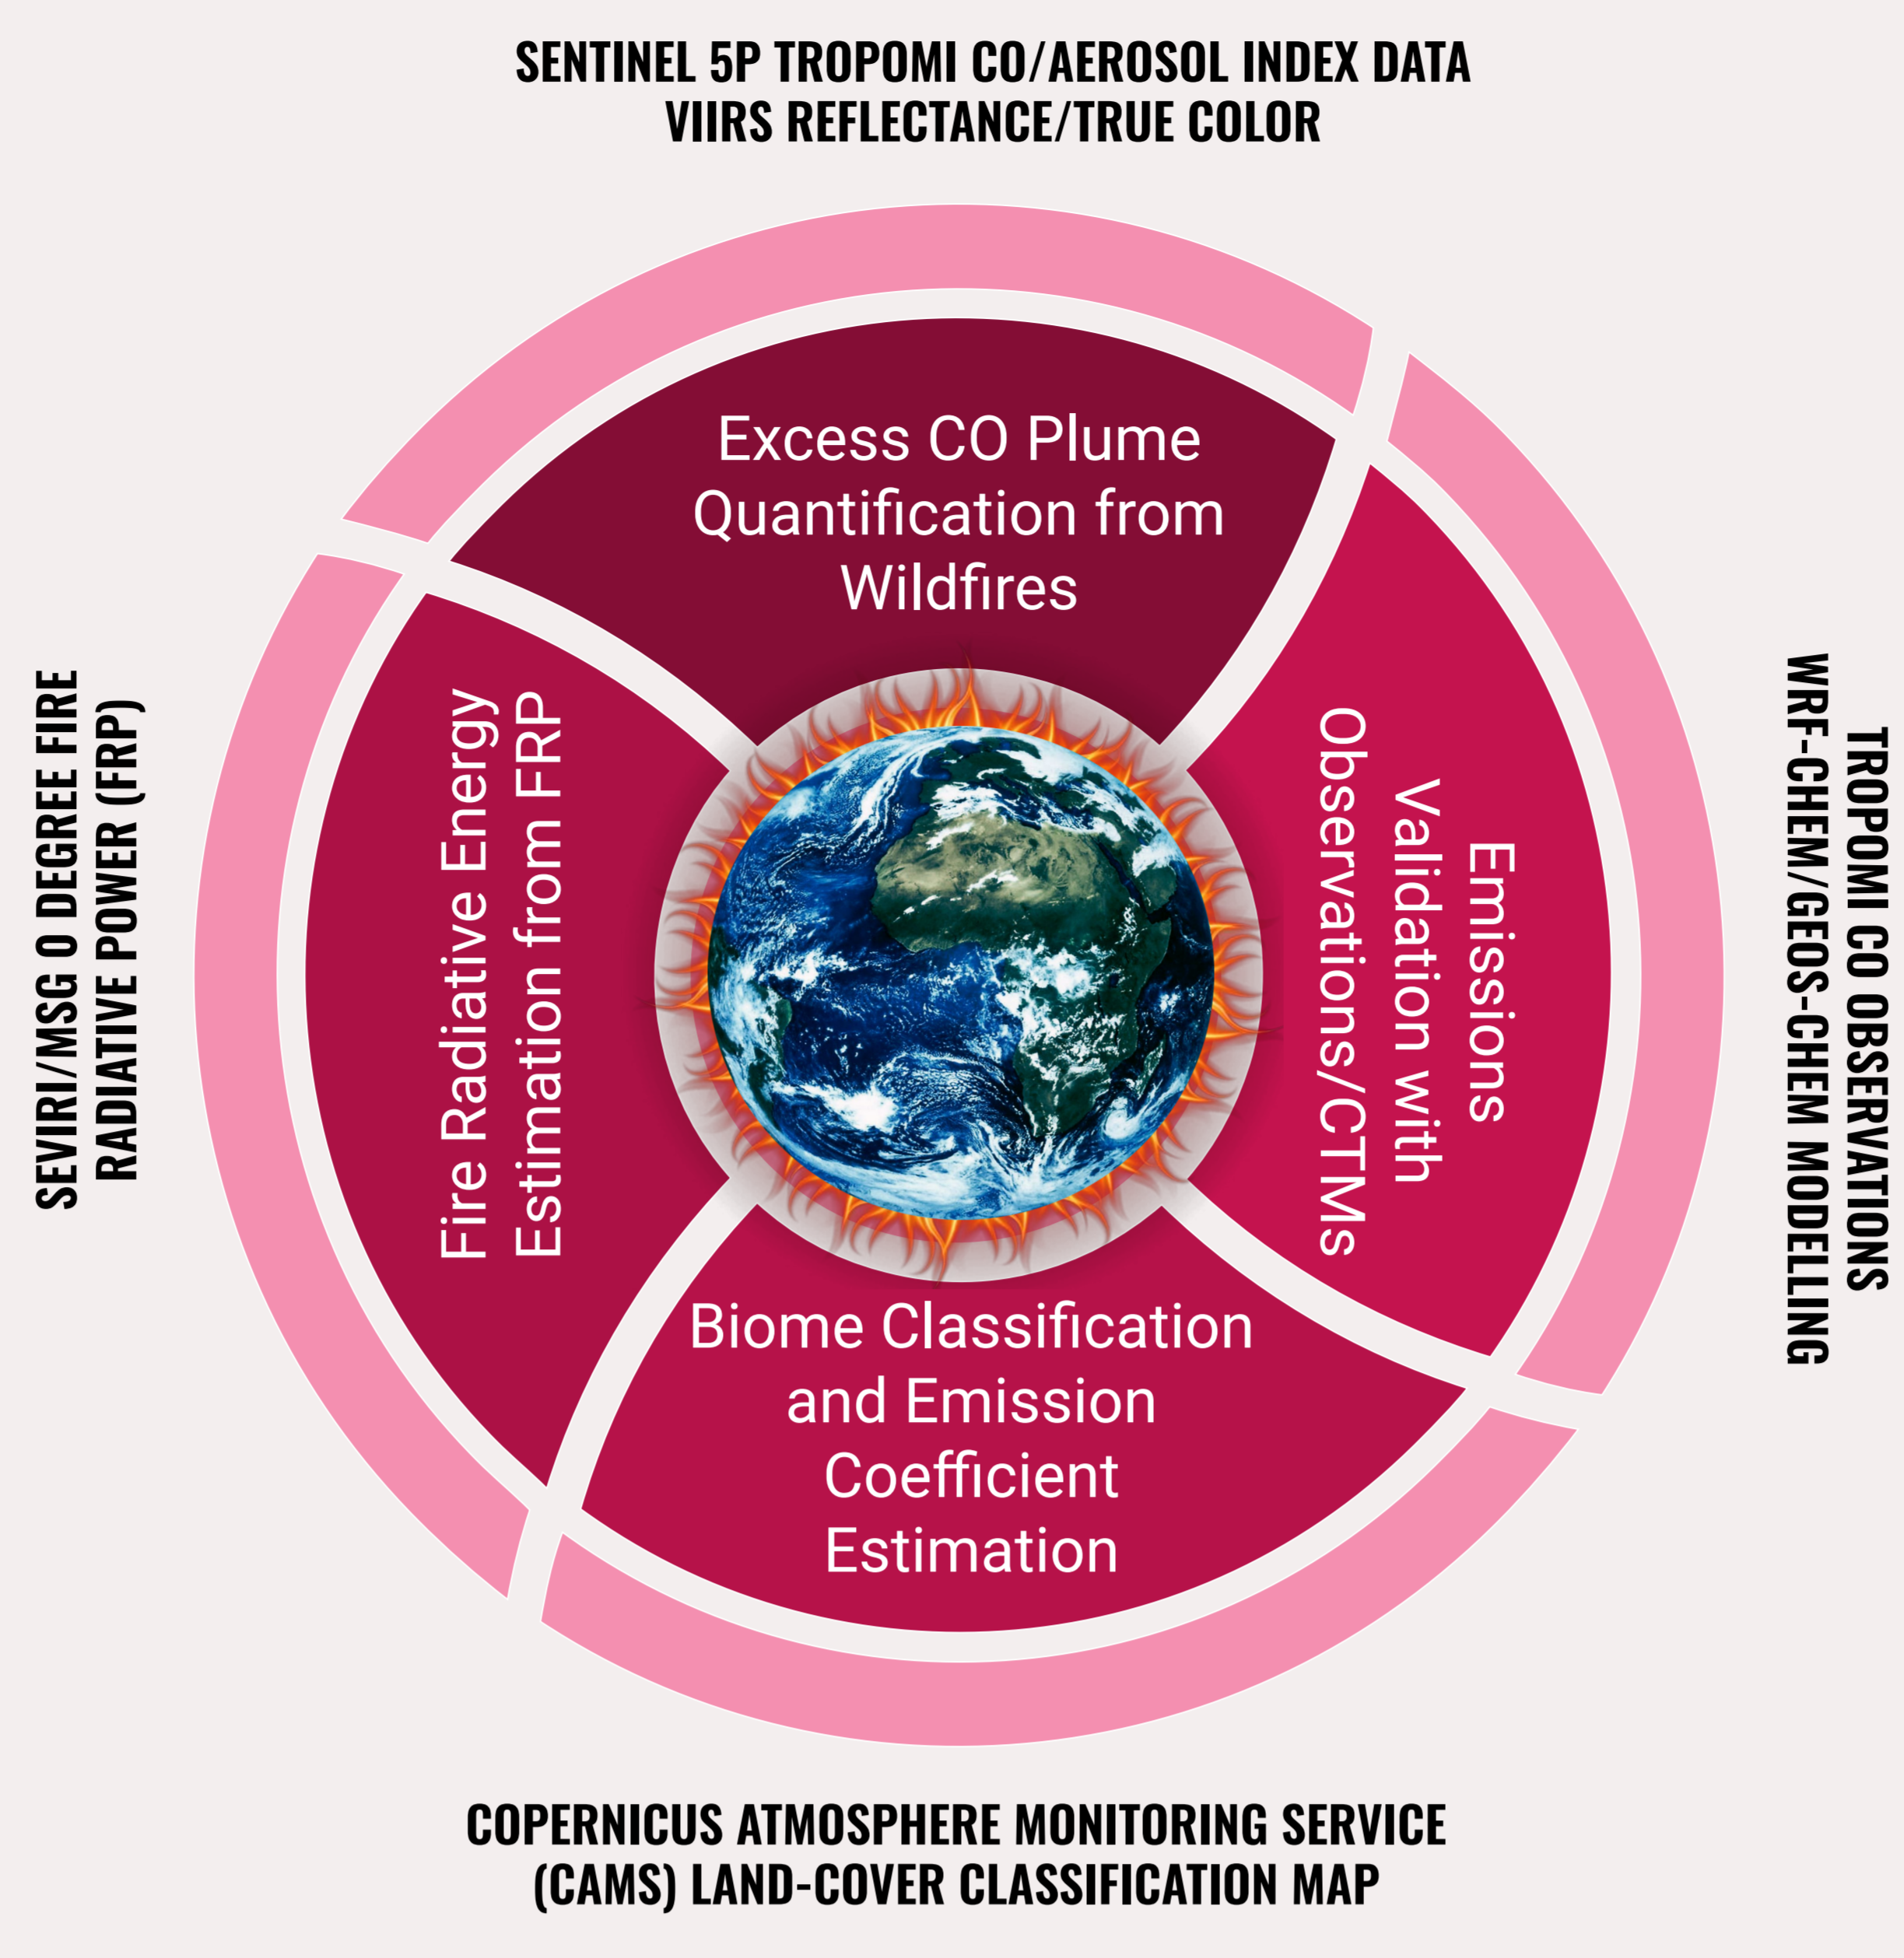 SENTINEL 5P TROPOMI CO/AEROSOL INDEX DATA
VIIRS REFLECTANCE/TRUE COLOR
Excess CO Plume
Quantification from
Wildfires
SEVIRI/MSG 0 DEGREE FIRE
RADIATIVE POWER (FRP)
Fire Radiative Energy
Estimation from FRP
Emissions
Validation with
Observations/CTMs
TROPOMI CO OBSERVATIONS
WRF-CHEM/GEOS-CHEM MODELLING
Biome Classification
and Emission
Coefficient
Estimation
COPERNICUS ATMOSPHERE MONITORING SERVICE
(CAMS) LAND-COVER CLASSIFICATION MAP